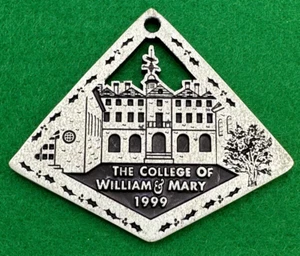 THE COLLEGE OF
WILLIAM & MARY
1999